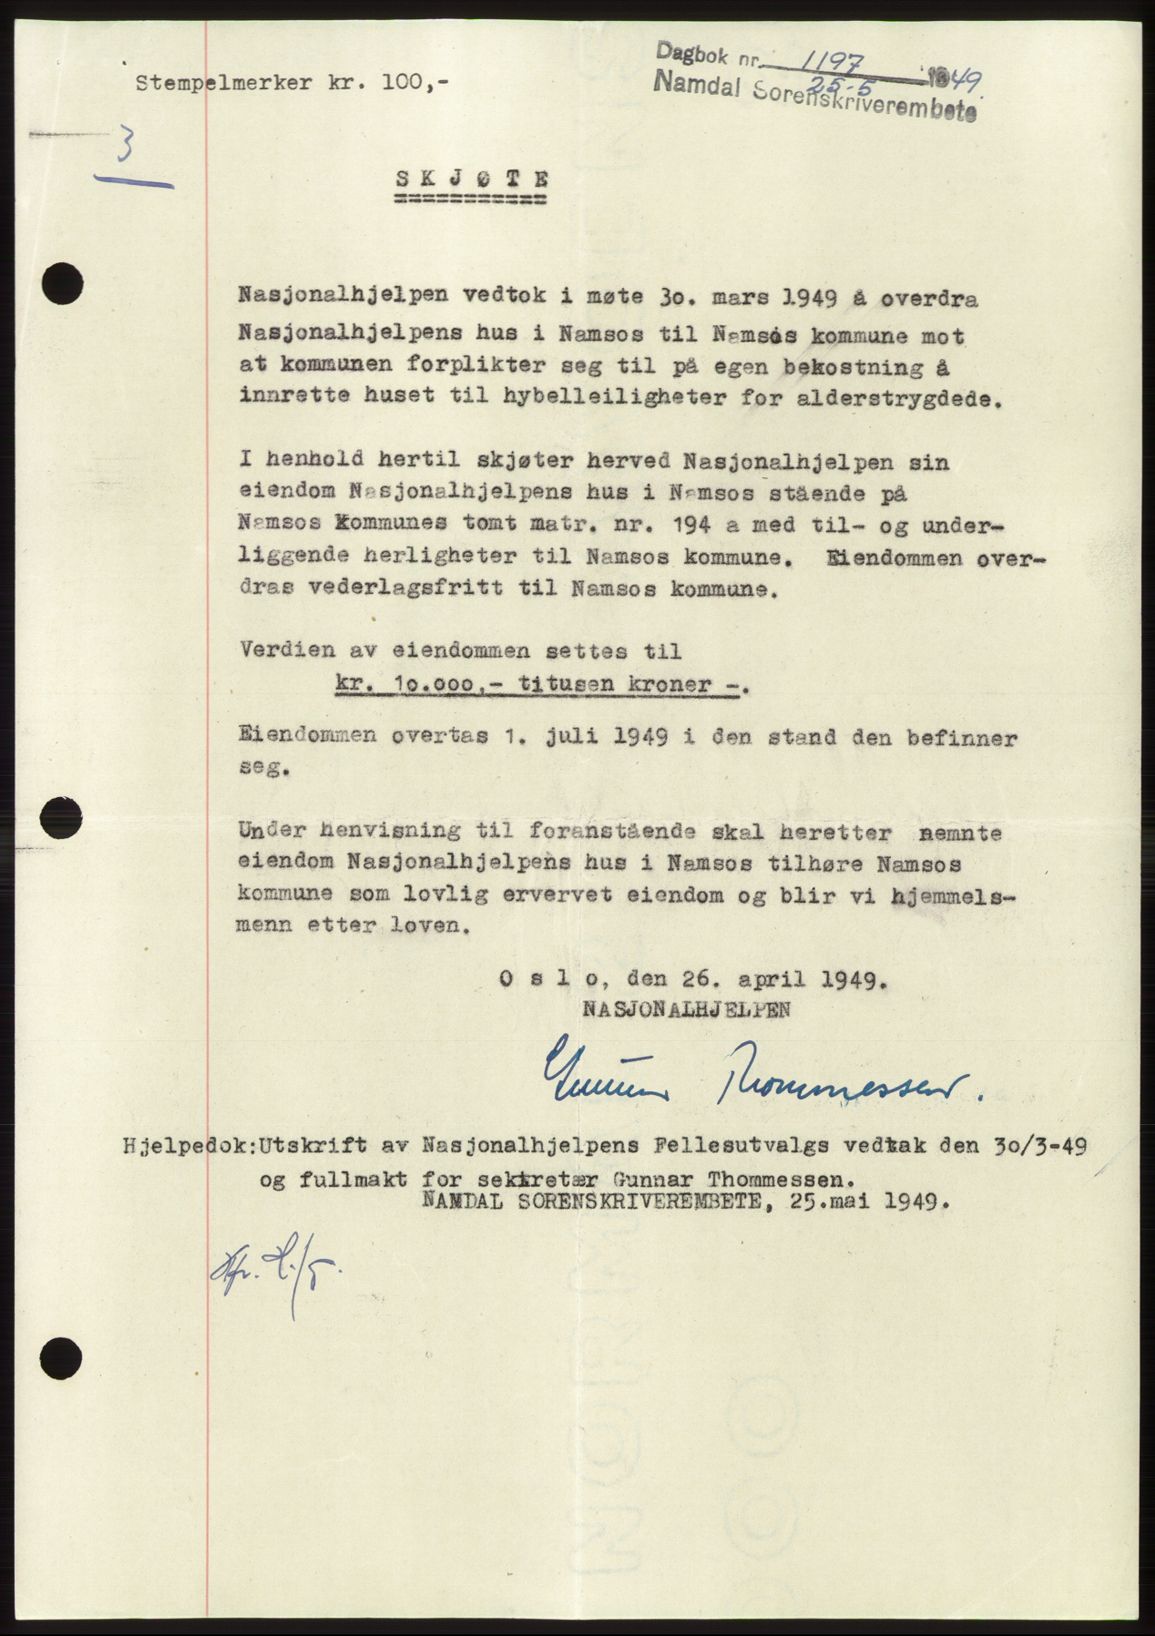 Dagbok nr. 1197 1949.
Stempelmerker kr. 100,-
25-5
Namdal Sorenskriverembete
3
S K J Ø T E
Nasjonalhjelpen vedtok i møte 3o. mars 1949 å overdra
Nasjonalhjelpens hus i Namsos til Namsos kommune mot
at kommunen forplikter seg til på egen bekostning å
innrette huset til hybelleiligheter for alderstrygdede.
I henhold hertil skjøter herved Nasjonalhjelpen sin
eiendom Nasjonalhjelpens hus i Namsos stående på
Namsos Kommunes tomt matr. nr. 194 a med til- og under-
liggende herligheter til Namsos kommune. Eiendommen over-
dras vederlagsfritt til Namsos kommune.
Verdien av eiendommen settes til
kr. 1o.ooo,- titusen kroner -.
Eiendommen overtas 1. juli 1949 i den stand den befinner
seg.
Under henvisning til foranstående skal heretter nemnte
eiendom Nasjonalhjelpens hus i Namsos tilhøre Namsos
kommune som lovlig ervervet eiendom og blir vi hjemmels-
menn etter loven.
O s l o, den 26. april 1949.
NASJONALHJELPEN
Gunnar Thommessen.
Hjelpedok:Utskrift av Nasjonalhjelpens Fellesutvalgs vedtak den 3o/3-49
og fullmakt for sekretær Gunnar Thommessen.
NAMDAL SORENSKRIVEREMBETE, 25.mai 1949.